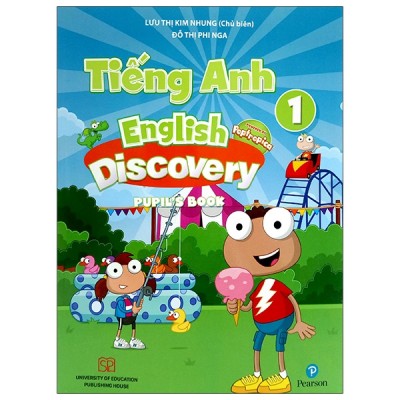 LƯU THỊ KIM NHUNG (Chủ biên)
ĐỖ THỊ PHI NGA
Tiếng Anh
1
English
Discovery
Poptropica
PUPIL'S BOOK
SP
UNIVERSITY OF EDUCATION
PUBLISHING HOUSE
P
Pearson